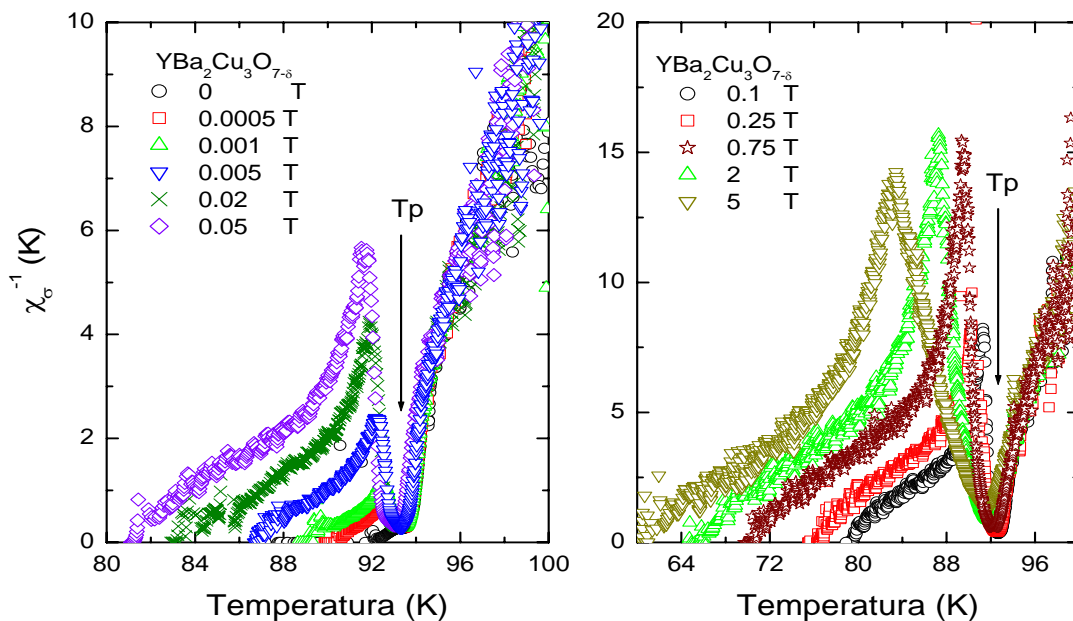 YBa₂Cu₃O₇₋δ
0 T
0.0005 T
0.001 T
0.005 T
0.02 T
0.05 T
Tp
χσ⁻¹ (K)
10
8
6
4
2
0
80 84 88 92 96 100
Temperatura (K)
YBa₂Cu₃O₇₋δ
0.1 T
0.25 T
0.75 T
2 T
5 T
Tp
20
15
10
5
0
64 72 80 88 96
Temperatura (K)